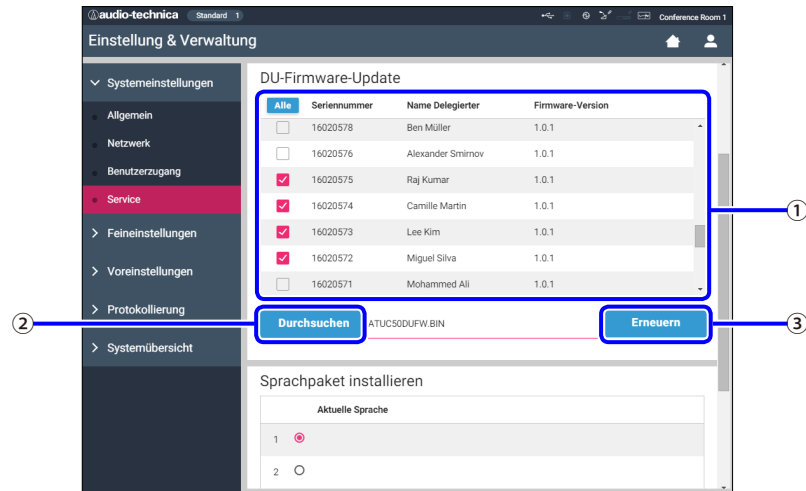 audio-technica Standard 1 Conference Room 1
Einstellung & Verwaltung
Systemeinstellungen
Allgemein
Netzwerk
Benutzerzugang
Service
Feineinstellungen
Voreinstellungen
Protokollierung
Systemübersicht
DU-Firmware-Update
Alle Seriennummer Name Delegierter Firmware-Version
16020578 Ben Müller 1.0.1
16020576 Alexander Smirnov 1.0.1
16020575 Raj Kumar 1.0.1
16020574 Camille Martin 1.0.1
16020573 Lee Kim 1.0.1
16020572 Miguel Silva 1.0.1
16020571 Mohammed Ali 1.0.1
①
② Durchsuchen ATUC50DUFW.BIN Erneuern ③
Sprachpaket installieren
Aktuelle Sprache
1
2